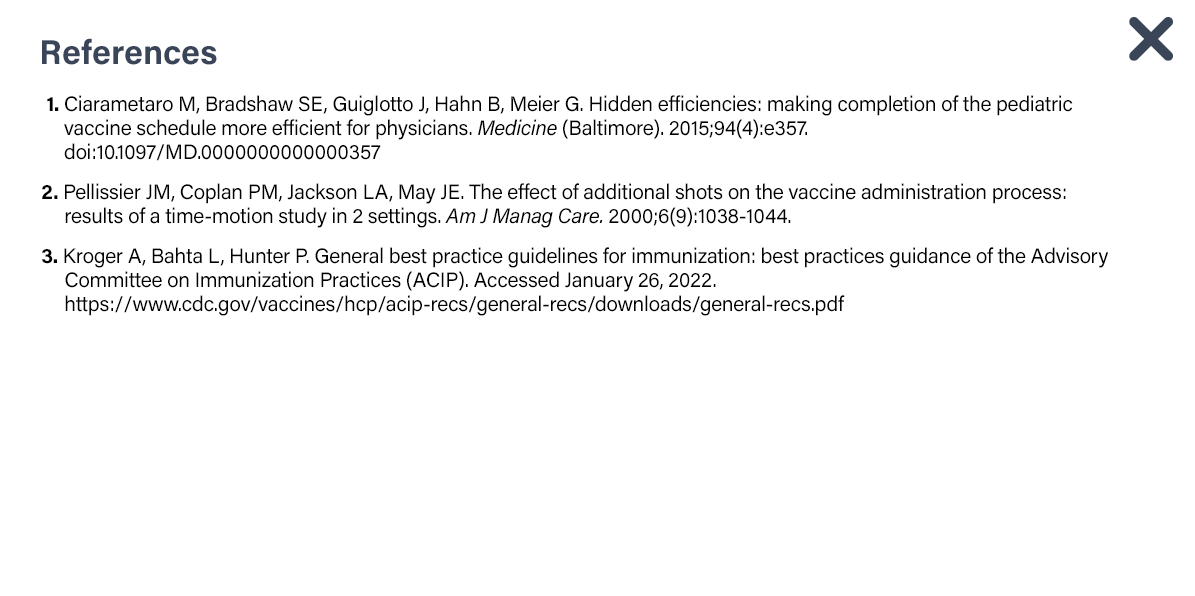 References
1. Ciarametaro M, Bradshaw SE, Guiglotto J, Hahn B, Meier G. Hidden efficiencies: making completion of the pediatric
vaccine schedule more efficient for physicians. Medicine (Baltimore). 2015;94(4):e357.
doi:10.1097/MD.0000000000000357
2. Pellissier JM, Coplan PM, Jackson LA, May JE. The effect of additional shots on the vaccine administration process:
results of a time-motion study in 2 settings. Am J Manag Care. 2000;6(9):1038-1044.
3. Kroger A, Bahta L, Hunter P. General best practice guidelines for immunization: best practices guidance of the Advisory
Committee on Immunization Practices (ACIP). Accessed January 26, 2022.
https://www.cdc.gov/vaccines/hcp/acip-recs/general-recs/downloads/general-recs.pdf